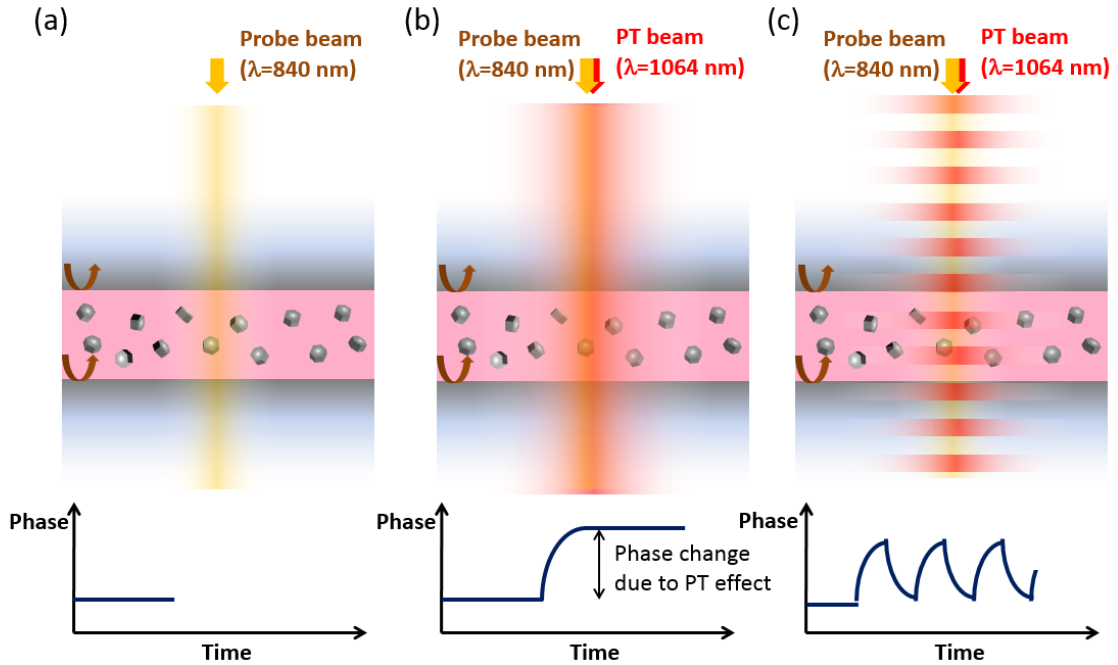 (a)
Probe beam
(λ=840 nm)
Phase
Time
(b)
Probe beam
(λ=840 nm)
PT beam
(λ=1064 nm)
Phase
Phase change
due to PT effect
Time
(c)
Probe beam
(λ=840 nm)
PT beam
(λ=1064 nm)
Phase
Time